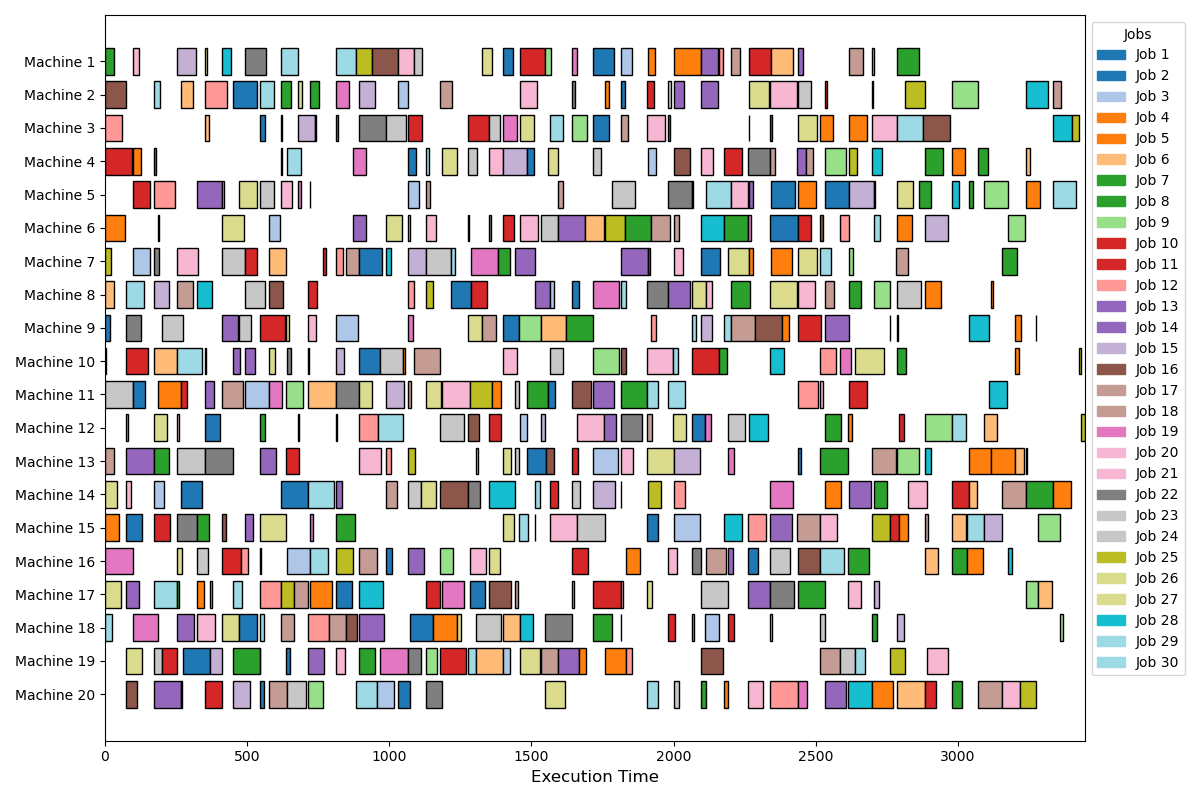 Machine 1
Machine 2
Machine 3
Machine 4
Machine 5
Machine 6
Machine 7
Machine 8
Machine 9
Machine 10
Machine 11
Machine 12
Machine 13
Machine 14
Machine 15
Machine 16
Machine 17
Machine 18
Machine 19
Machine 20
0 500 1000 1500 2000 2500 3000
Execution Time
Jobs
Job 1
Job 2
Job 3
Job 4
Job 5
Job 6
Job 7
Job 8
Job 9
Job 10
Job 11
Job 12
Job 13
Job 14
Job 15
Job 16
Job 17
Job 18
Job 19
Job 20
Job 21
Job 22
Job 23
Job 24
Job 25
Job 26
Job 27
Job 28
Job 29
Job 30